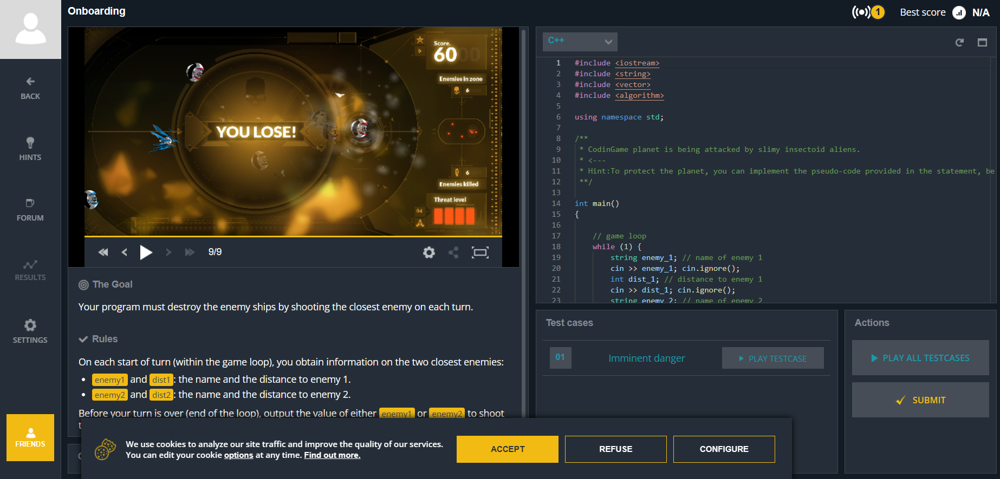 Onboarding
1
Best score
N/A
BACK
HINTS
FORUM
RESULTS
SETTINGS
FRIENDS
Score.
6000
Enemies in zone
6
YOU LOSE!
6
Enemies killed
Threat level
04
9/9
The Goal
Your program must destroy the enemy ships by shooting the closest enemy on each turn.
Rules
On each start of turn (within the game loop), you obtain information on the two closest enemies:
• enemy1 and dist1: the name and the distance to enemy 1.
• enemy2 and dist2: the name and the distance to enemy 2.
Before your turn is over (end of the loop), output the value of either enemy1 or enemy2 to shoot
C++
1 #include <iostream>
2 #include <string>
3 #include <vector>
4 #include <algorithm>
5
6 using namespace std;
7
8 /**
9 * CodinGame planet is being attacked by slimy insectoid aliens.
10 * <---
11 * Hint:To protect the planet, you can implement the pseudo-code provided in the statement, be
12 **/
13
14 int main()
15 {
16
17 // game loop
18 while (1) {
19 string enemy_1; // name of enemy 1
20 cin >> enemy_1; cin.ignore();
21 int dist_1; // distance to enemy 1
22 cin >> dist_1; cin.ignore();
23 string enemy_2; // name of enemy 2
Test cases
01 Imminent danger PLAY TESTCASE
Actions
PLAY ALL TESTCASES
SUBMIT
We use cookies to analyze our site traffic and improve the quality of our services.
You can edit your cookie options at any time. Find out more.
ACCEPT
REFUSE
CONFIGURE